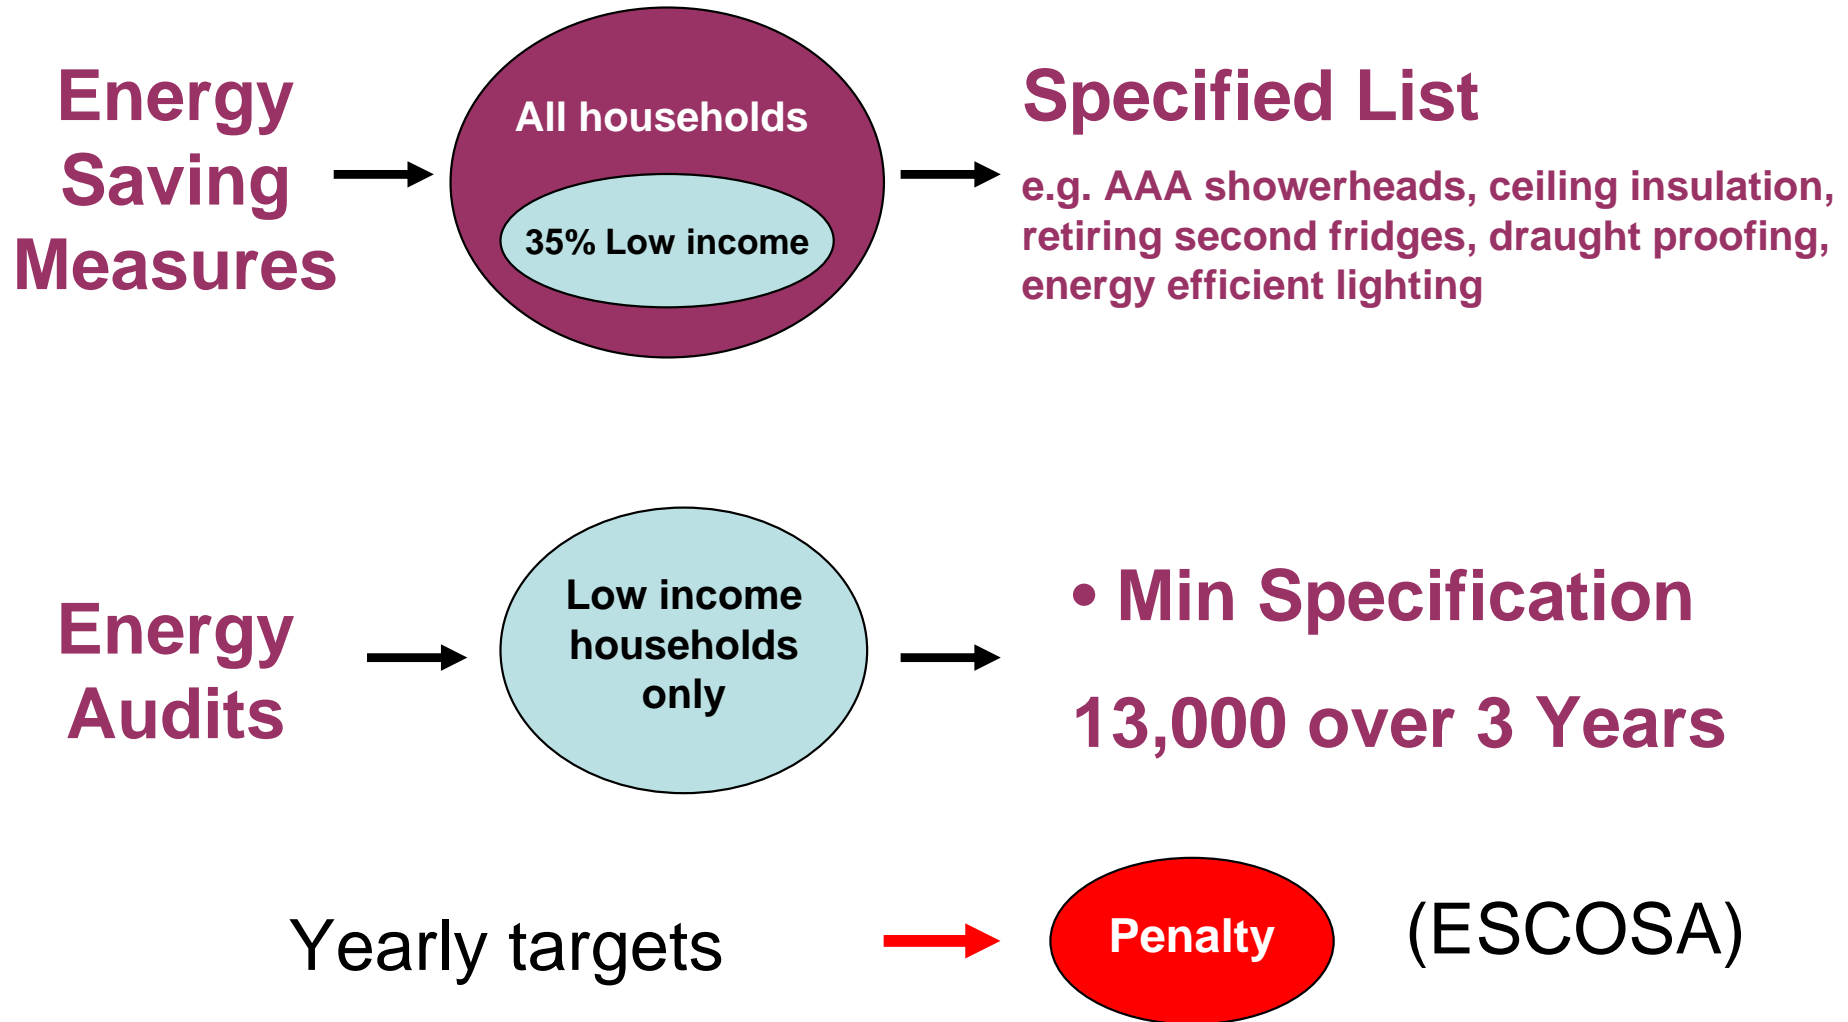 Energy
Saving
Measures
All households
35% Low income
Specified List
e.g. AAA showerheads, ceiling insulation,
retiring second fridges, draught proofing,
energy efficient lighting
Energy
Audits
Low income
households
only
• Min Specification
13,000 over 3 Years
Yearly targets
Penalty
(ESCOSA)